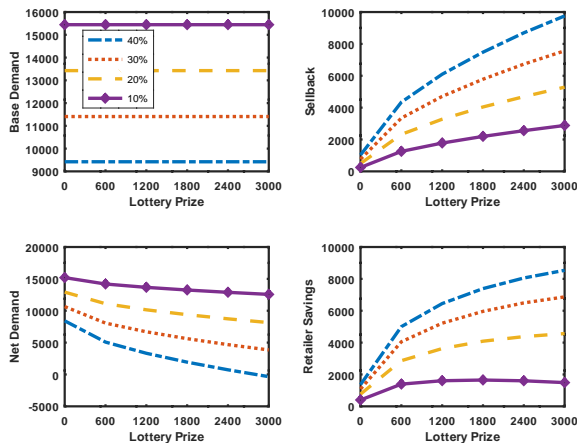 16000
15000
14000
13000
12000
11000
10000
9000
Base Demand
40%
30%
20%
10%
0 600 1200 1800 2400 3000
Lottery Prize
10000
8000
6000
4000
2000
0
Sellback
0 600 1200 1800 2400 3000
Lottery Prize
20000
15000
10000
5000
0
-5000
Net Demand
0 600 1200 1800 2400 3000
Lottery Prize
10000
8000
6000
4000
2000
0
Retailer Savings
0 600 1200 1800 2400 3000
Lottery Prize